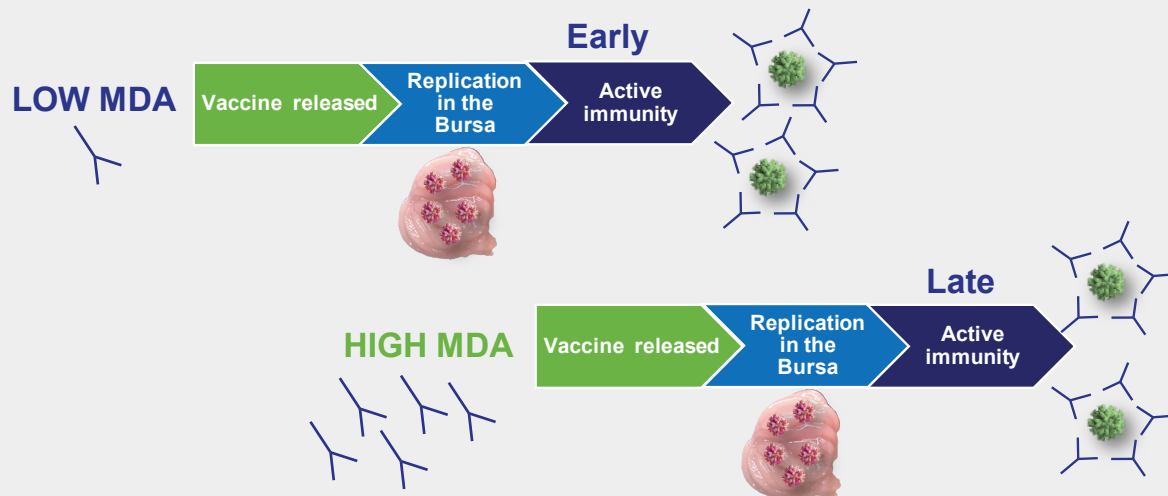 Early
LOW MDA
Vaccine released
Replication
in the
Bursa
Active
immunity
Late
HIGH MDA
Vaccine released
Replication
in the
Bursa
Active
immunity